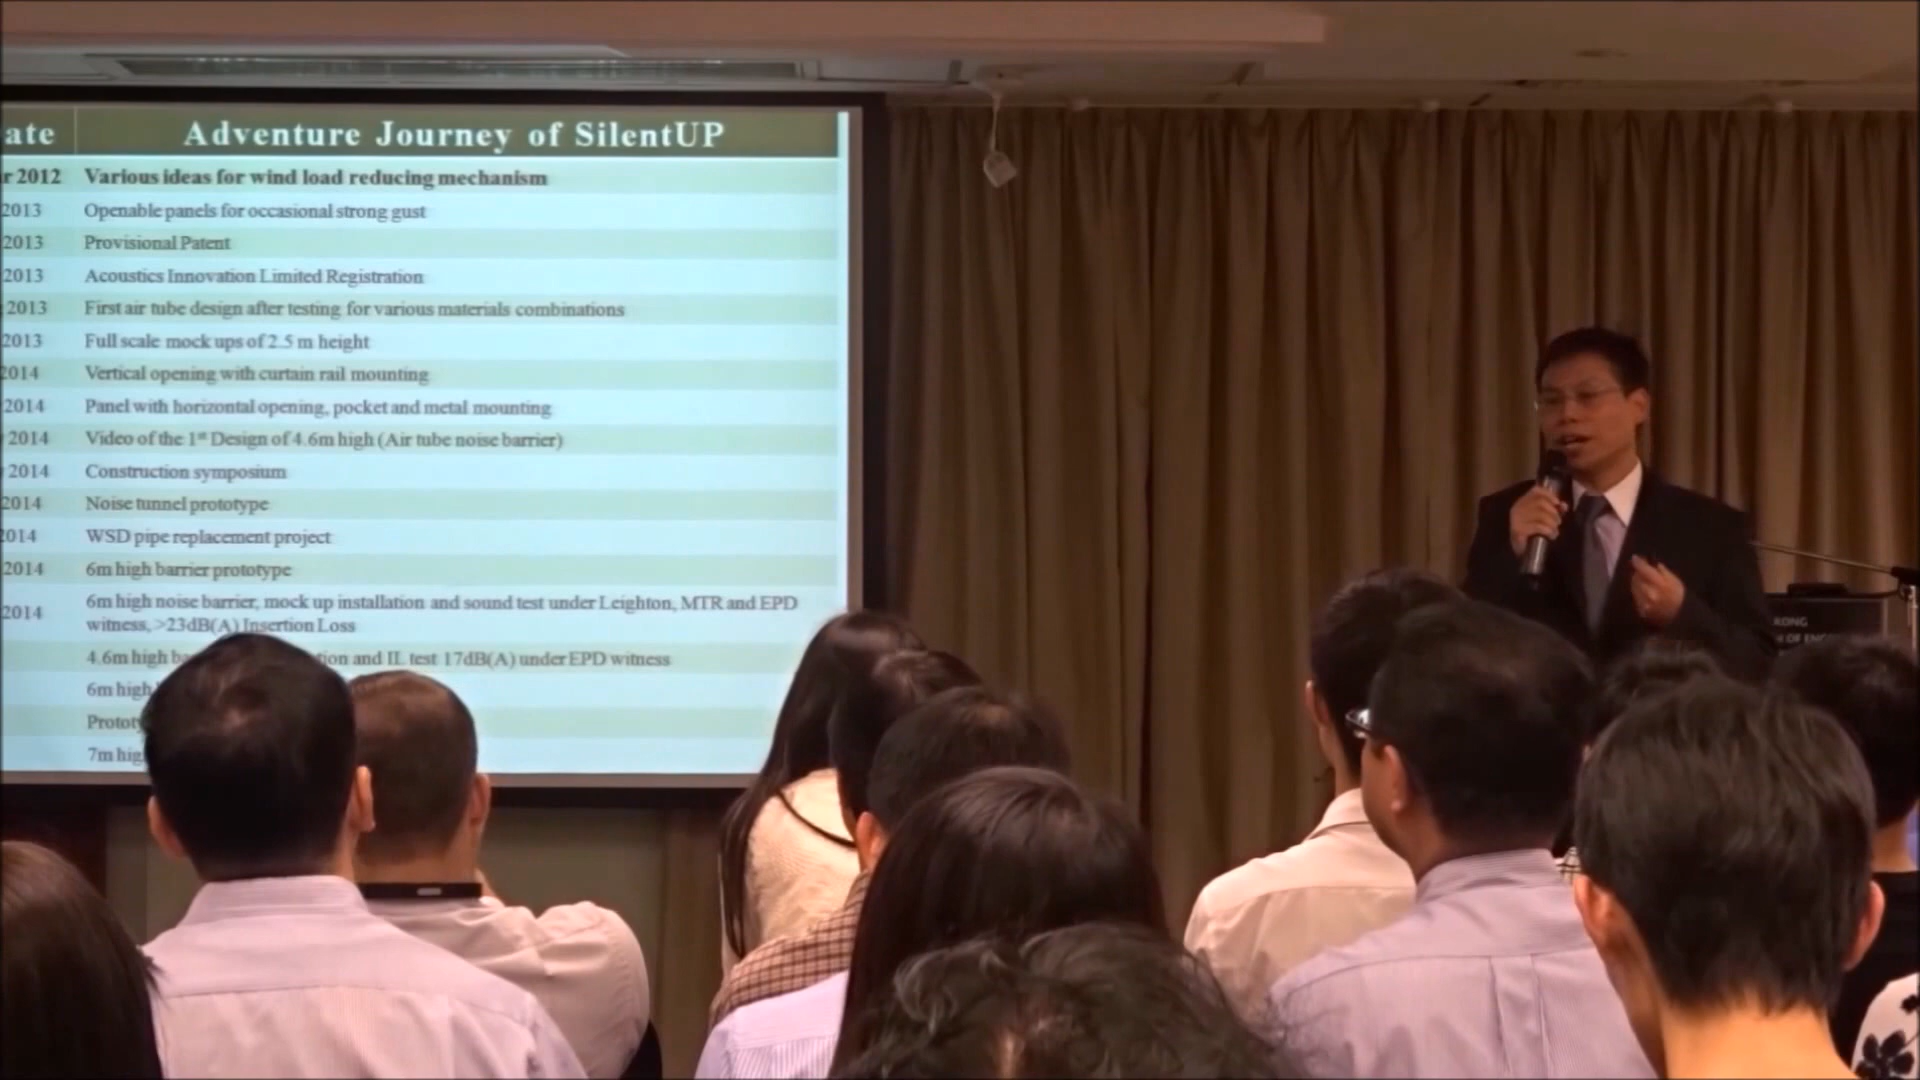 ate Adventure Journey of SilentUP
r 2012 Various ideas for wind load reducing mechanism
2013 Openable panels for occasional strong gust
2013 Provisional Patent
2013 Acoustics Innovation Limited Registration
2013 First air tube design after testing for various materials combinations
2013 Full scale mock ups of 2.5 m height
2014 Vertical opening with curtain rail mounting
2014 Panel with horizontal opening, pocket and metal mounting
2014 Video of the 1st Design of 4.6m high (Air tube noise barrier)
2014 Construction symposium
2014 Noise tunnel prototype
2014 WSD pipe replacement project
2014 6m high barrier prototype
2014 6m high noise barrier, mock up installation and sound test under Leighton, MTR and EPD
witness, >23dB(A) Insertion Loss
4.6m high ba tion and IL test 17dB(A) under EPD witness
6m high
Prototy
7m hig
KONG
OF ENG